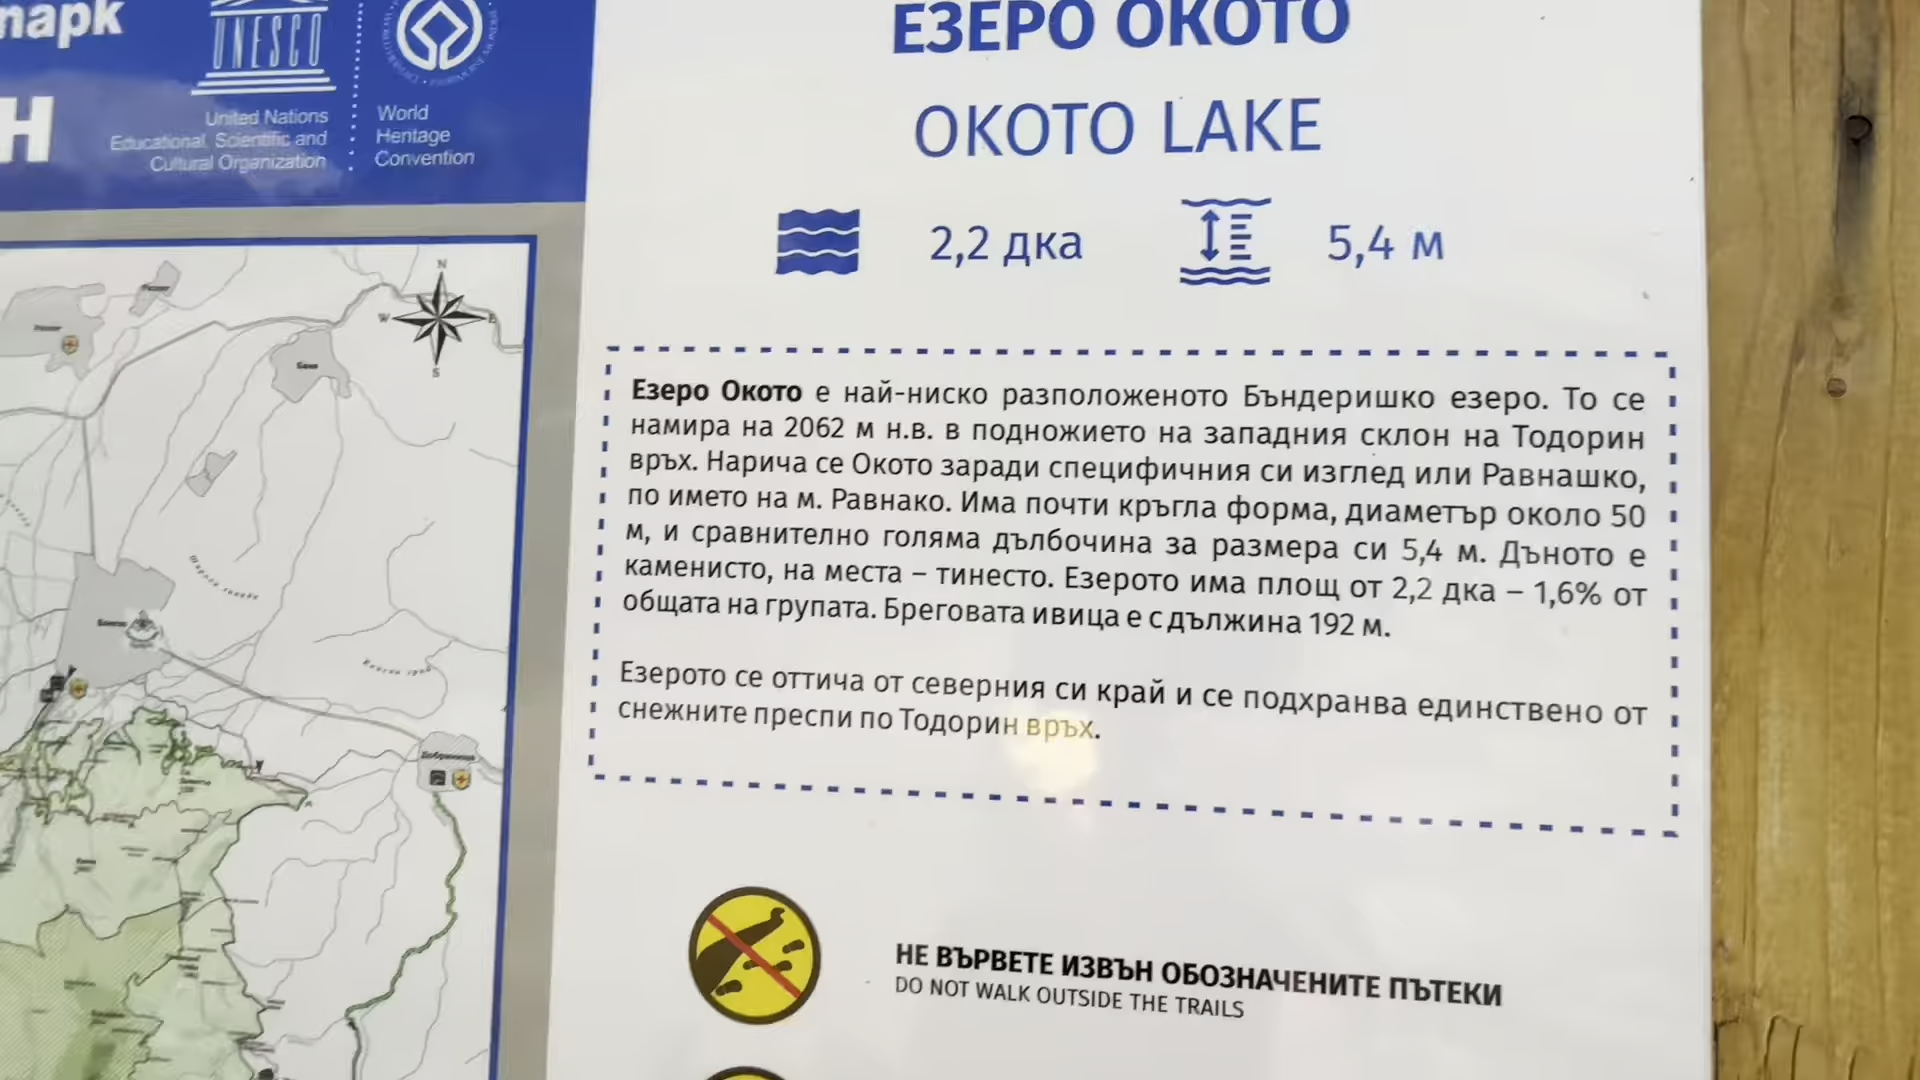 парк
Н
UNESCO
United Nations
Educational, Scientific and
Cultural Organization
World
Heritage
Convention
N
W
E
S
Баня
Добринище
ЕЗЕРО ОКОТО
OKOTO LAKE
2,2 дка
5,4 м
Езеро Окото е най-ниско разположеното Бъндеришко езеро. То се
намира на 2062 м н.в. в подножието на западния склон на Тодорин
връх. Нарича се Окото заради специфичния си изглед или Равнашко,
по името на м. Равнако. Има почти кръгла форма, диаметър около 50
м, и сравнително голяма дълбочина за размера си 5,4 м. Дъното е
каменисто, на места – тинесто. Езерото има площ от 2,2 дка – 1,6% от
общата на групата. Бреговата ивица е с дължина 192 м.
Езерото се оттича от северния си край и се подхранва единствено от
снежните преспи по Тодорин връх.
НЕ ВЪРВЕТЕ ИЗВЪН ОБОЗНАЧЕНИТЕ ПЪТЕКИ
DO NOT WALK OUTSIDE THE TRAILS